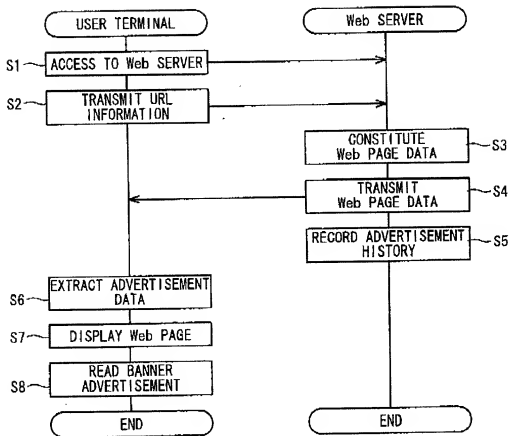 USER TERMINAL
Web SERVER
S1
ACCESS TO Web SERVER
S2
TRANSMIT URL
INFORMATION
CONSTITUTE
Web PAGE DATA
S3
TRANSMIT
Web PAGE DATA
S4
RECORD ADVERTISEMENT
HISTORY
S5
EXTRACT ADVERTISEMENT
DATA
S6
DISPLAY Web PAGE
S7
READ BANNER
ADVERTISEMENT
S8
END
END